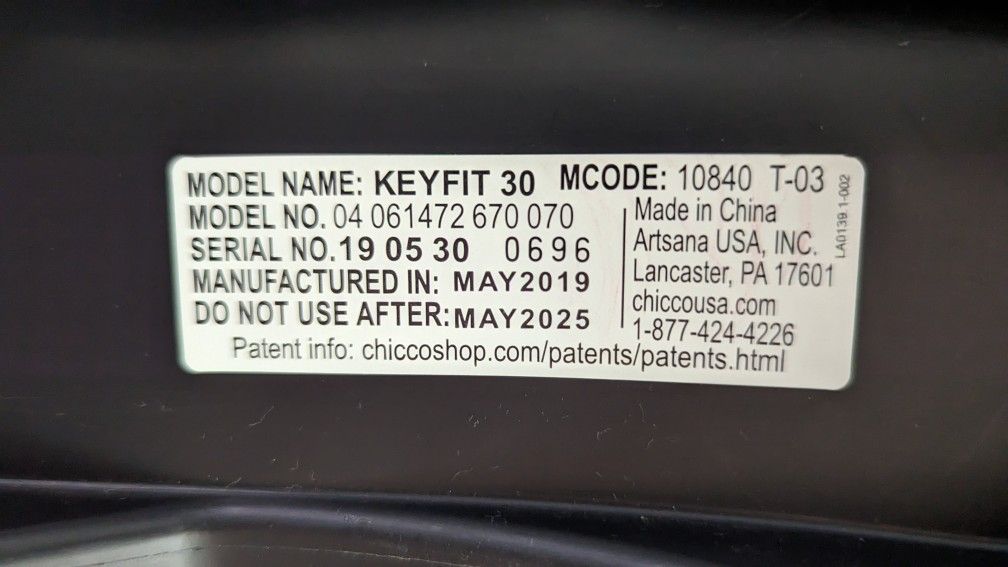 MODEL NAME: KEYFIT 30 MCODE: 10840 T-03
MODEL NO. 04 061472 670 070
SERIAL NO. 19 05 30 0696
MANUFACTURED IN: MAY2019
DO NOT USE AFTER: MAY2025
Made in China
Artsana USA, INC.
Lancaster, PA 17601
chiccousa.com
1-877-424-4226
Patent info: chiccoshop.com/patents/patents.html
LA0139.1-002